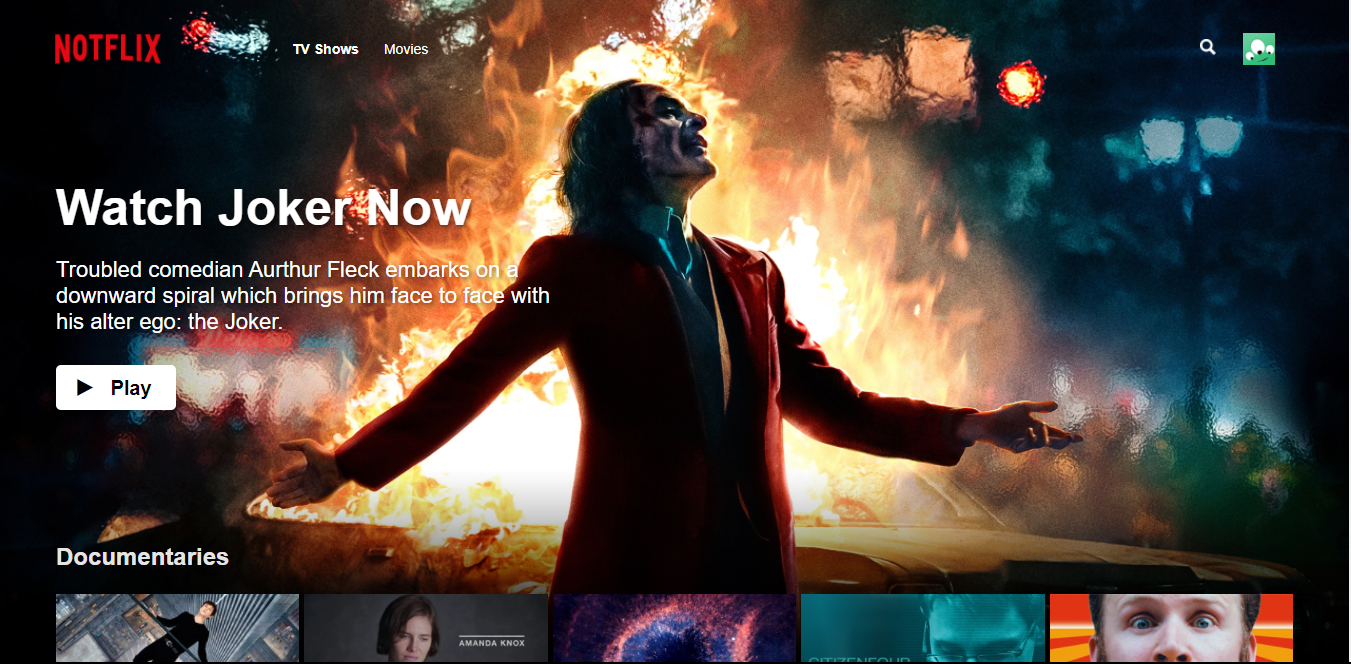 NOTFLIX
TV Shows
Movies
Watch Joker Now
Troubled comedian Aurthur Fleck embarks on a
downward spiral which brings him face to face with
his alter ego: the Joker.
Play
Documentaries
AMANDA KNOX
CITIZENFOUR